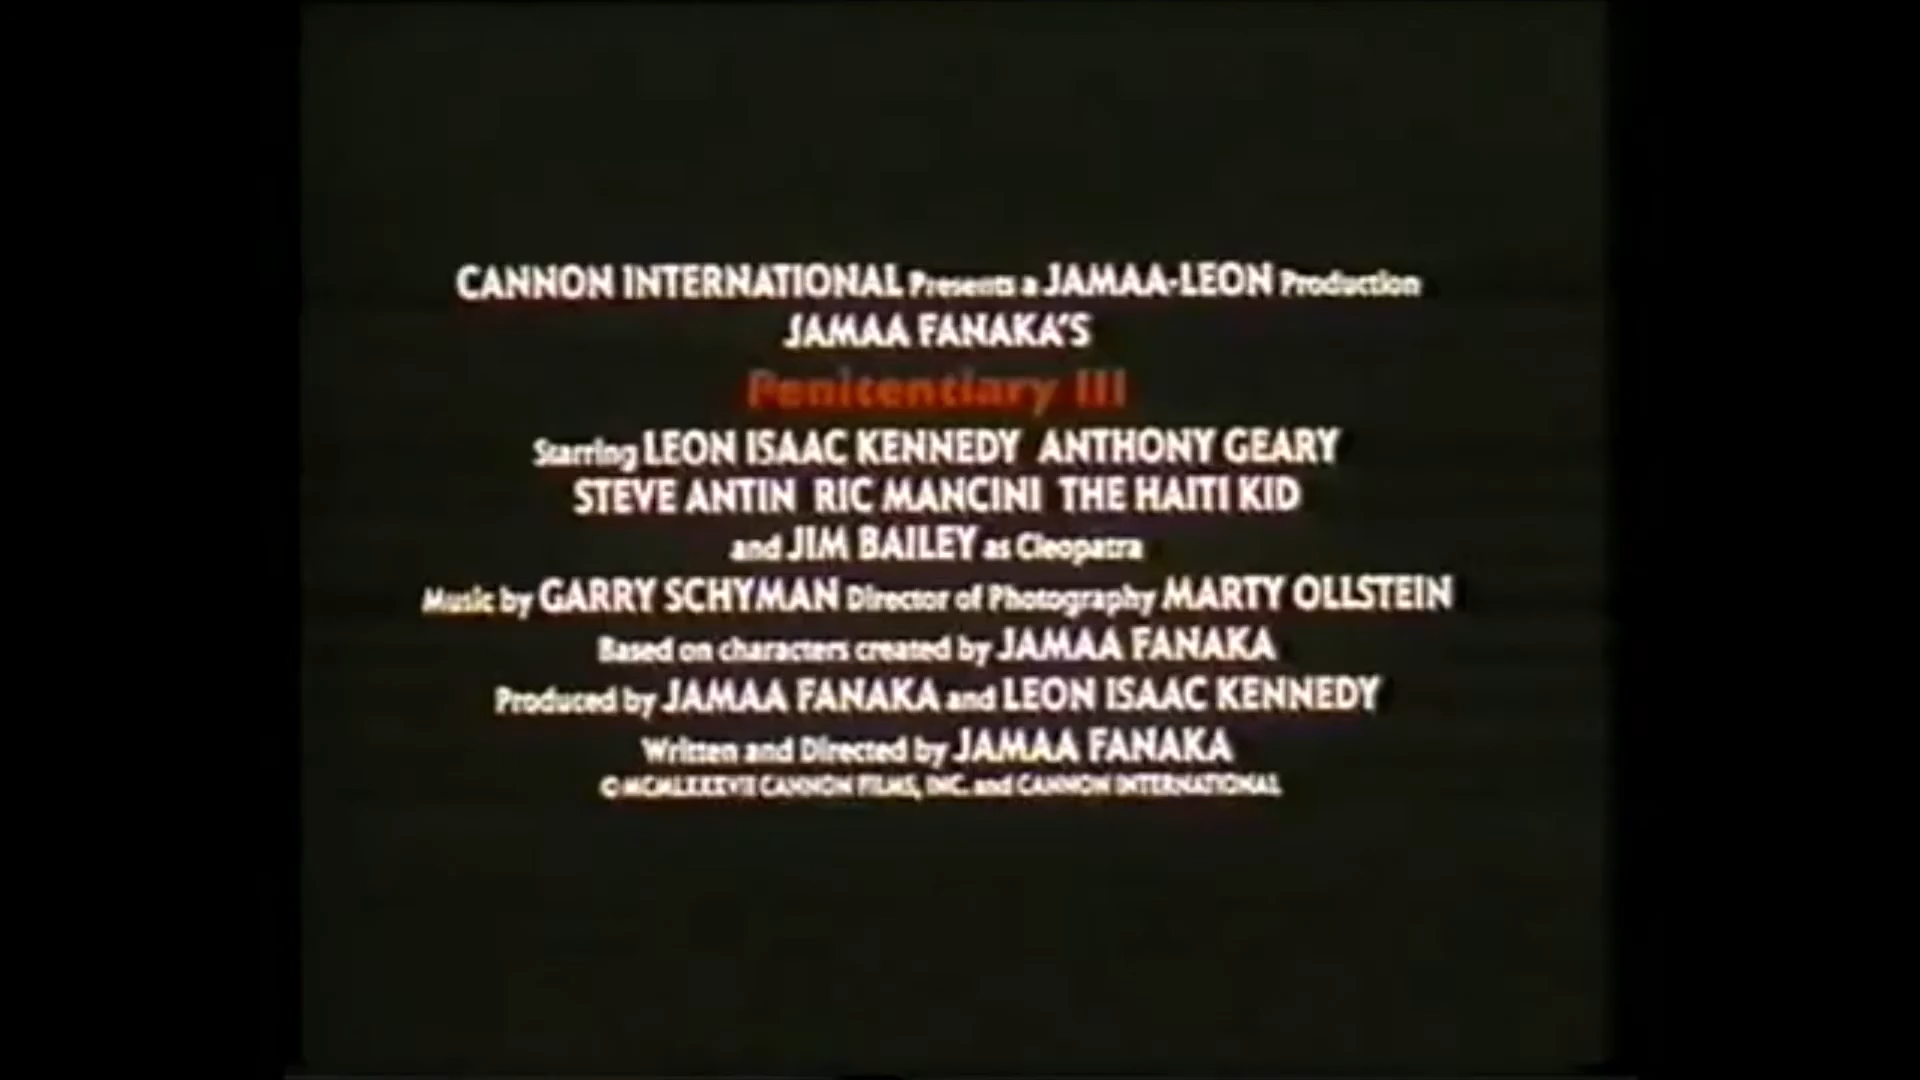 CANNON INTERNATIONAL Presents a JAMAA-LEON Production
JAMAA FANAKA'S
Penitentiary III
Starring LEON ISAAC KENNEDY ANTHONY GEARY
STEVE ANTIN RIC MANCINI THE HAITI KID
and JIM BAILEY as Cleopatra
Music by GARRY SCHYMAN Director of Photography MARTY OLLSTEIN
Based on characters created by JAMAA FANAKA
Produced by JAMAA FANAKA and LEON ISAAC KENNEDY
Written and Directed by JAMAA FANAKA
© MCMLXXXVII CANNON FILMS, INC. and CANNON INTERNATIONAL